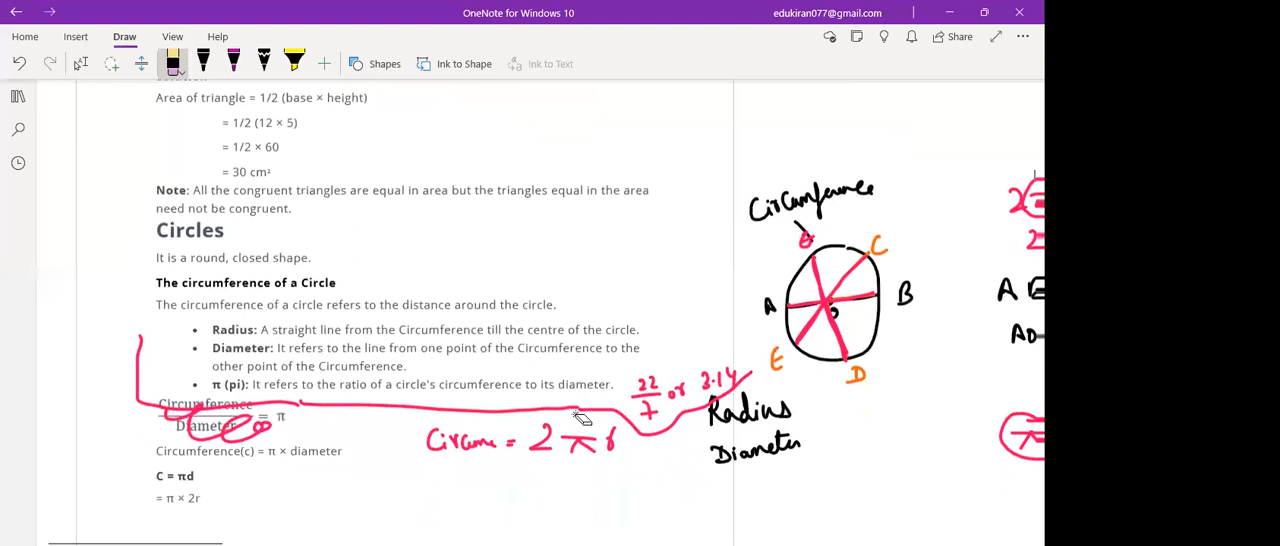 OneNote for Windows 10
edukiran077@gmail.com
Home Insert Draw View Help
Share
Shapes Ink to Shape Ink to Text
Area of triangle = 1/2 (base × height)
= 1/2 (12 × 5)
= 1/2 × 60
= 30 cm²
Note: All the congruent triangles are equal in area but the triangles equal in the area
need not be congruent.
Circles
It is a round, closed shape.
The circumference of a Circle
The circumference of a circle refers to the distance around the circle.
• Radius: A straight line from the Circumference till the centre of the circle.
• Diameter: It refers to the line from one point of the Circumference to the
other point of the Circumference.
• π (pi): It refers to the ratio of a circle's circumference to its diameter.
22/7 or 3.14
Circumference
Diameter
= π
Circum = 2πr
Circumference(c) = π × diameter
C = πd
= π × 2r
Circumference
C
A
B
O
E
D
Radius
Diameter
2
2
A
AD
π